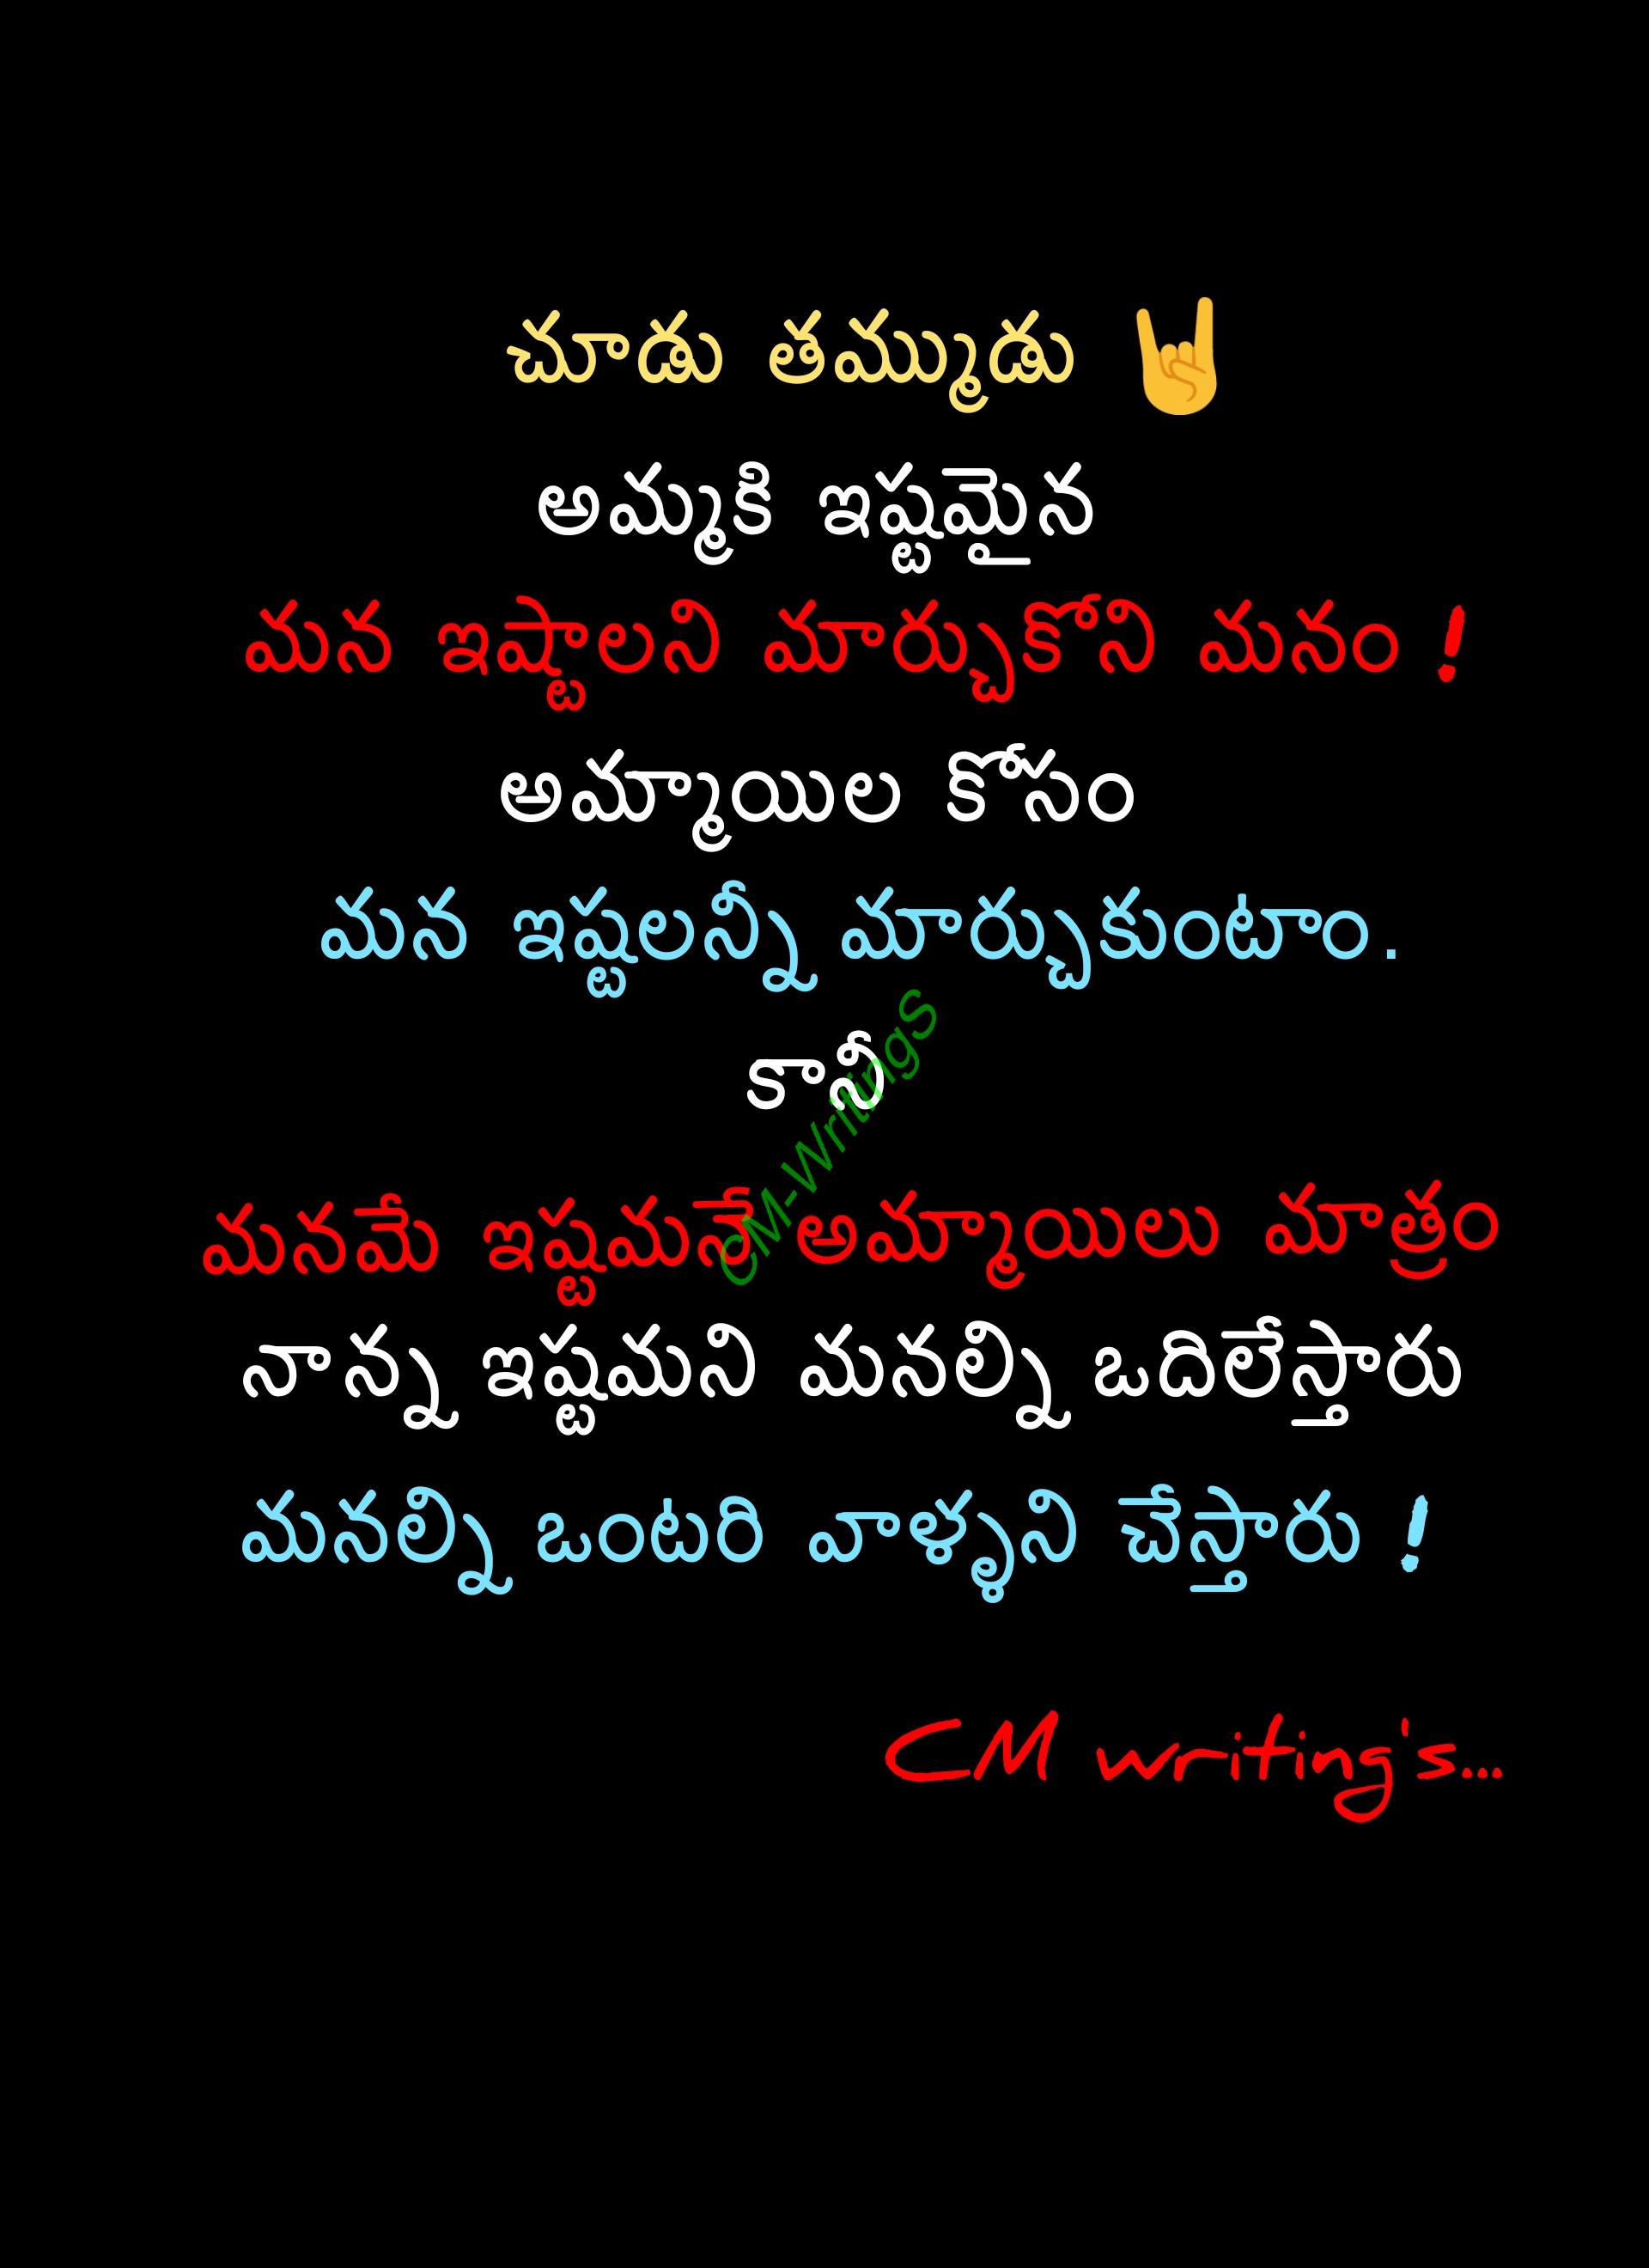 చూడు తమ్ముడు 🤘
అమ్మకి ఇష్టమైన
మన ఇష్టాలని మార్చుకోని మనం !
అమ్మాయిల కోసం
మన ఇష్టలన్నీ మార్చుకుంటాం.
కానీ
మనమే ఇష్టమనే అమ్మాయిలు మాత్రం
నాన్న ఇష్టమని మనల్ని ఒదిలేస్తారు
మనల్ని ఒంటరి వాళ్ళని చేస్తారు !
CM writing's...
CM-Writings